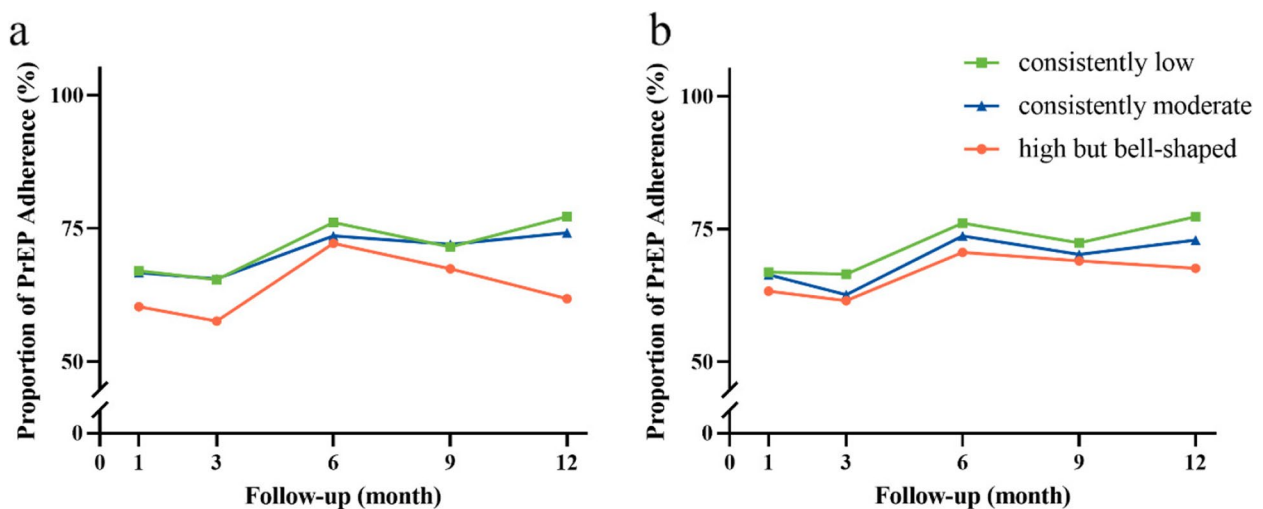 a
Proportion of PrEP Adherence (%)
100
75
50
0
0 1 3 6 9 12
Follow-up (month)
b
Proportion of PrEP Adherence (%)
100
75
50
0
0 1 3 6 9 12
Follow-up (month)
consistently low
consistently moderate
high but bell-shaped